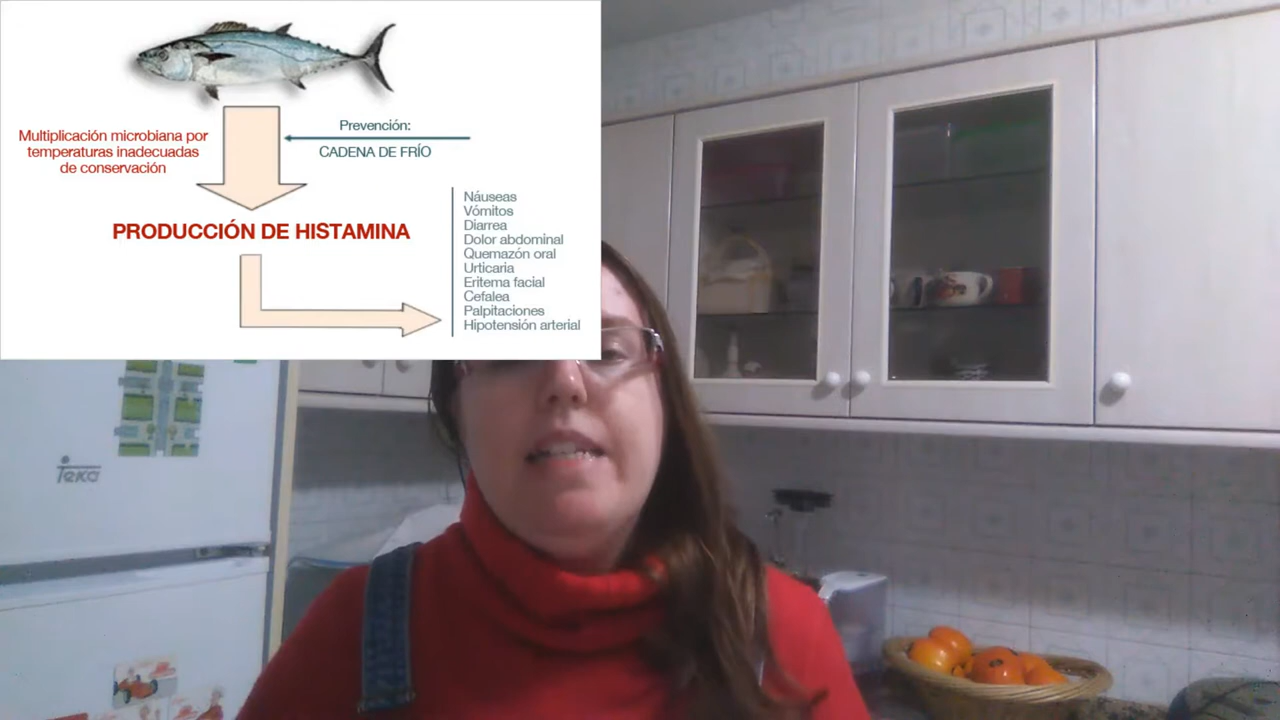 Multiplicación microbiana por
temperaturas inadecuadas
de conservación
Prevención:
CADENA DE FRÍO
PRODUCCIÓN DE HISTAMINA
Náuseas
Vómitos
Diarrea
Dolor abdominal
Quemazón oral
Urticaria
Eritema facial
Cefalea
Palpitaciones
Hipotensión arterial
Teka